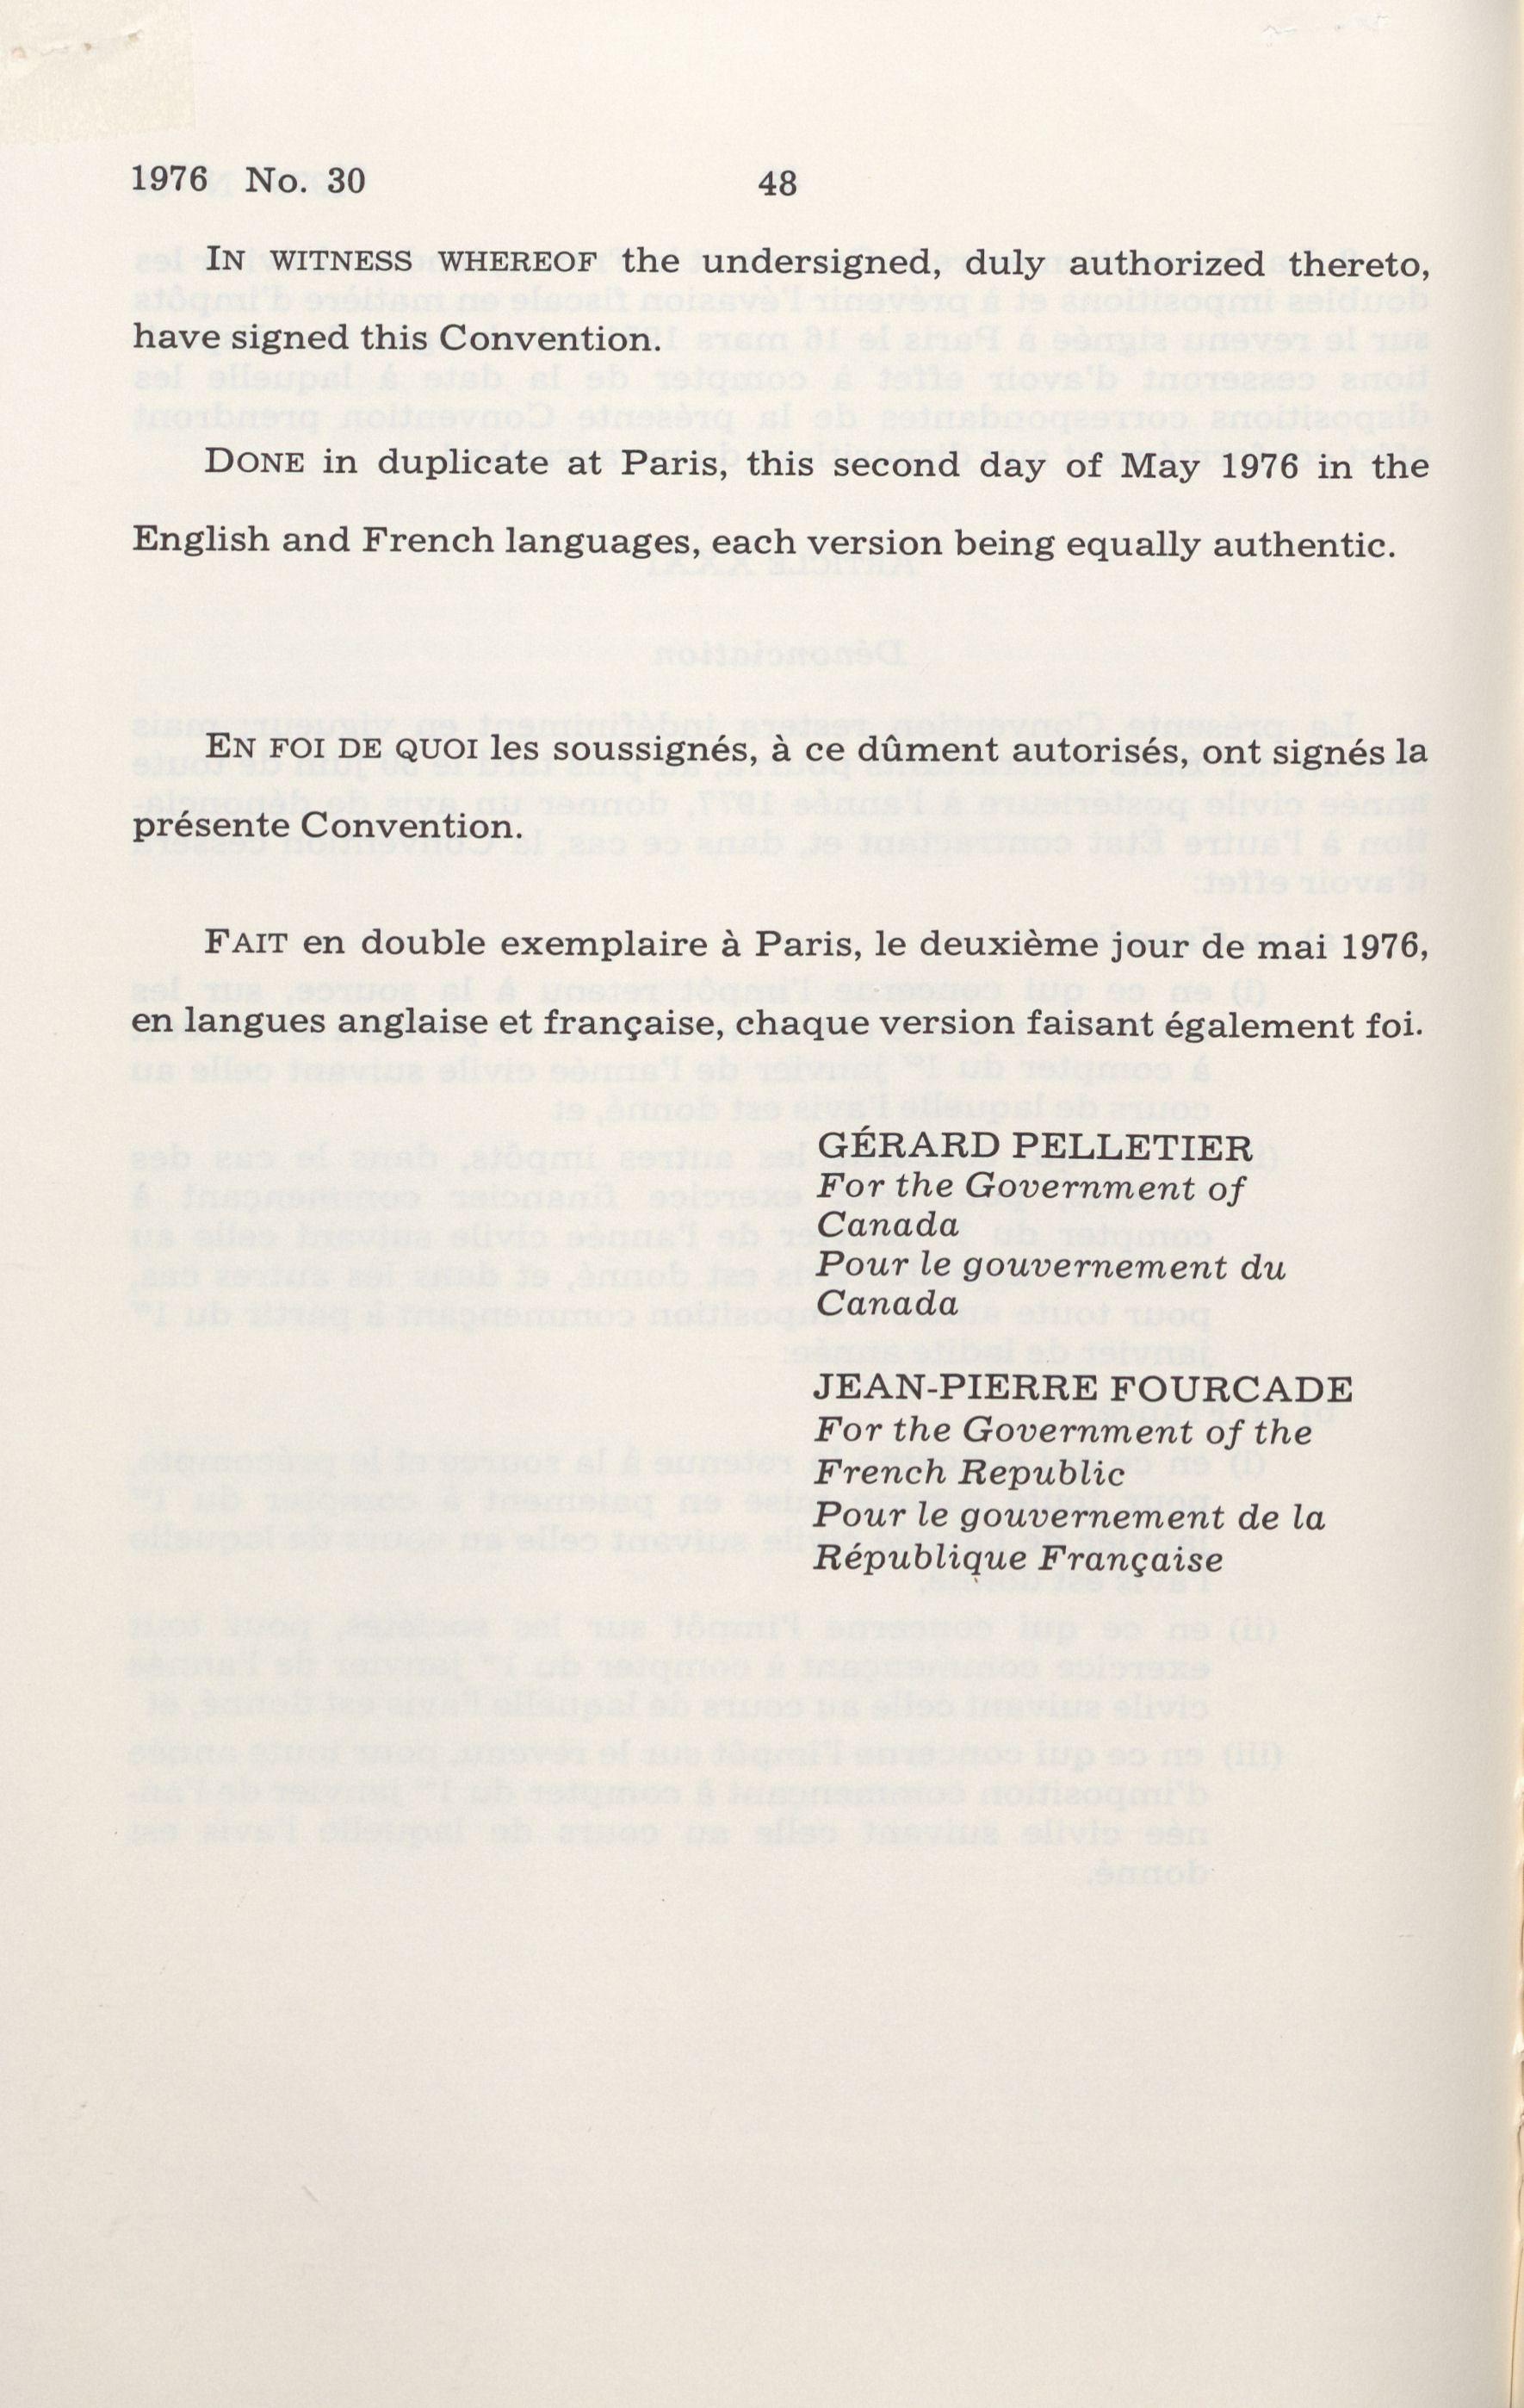 1976 No. 30
48
IN WITNESS WHEREOF the undersigned, duly authorized thereto,
have signed this Convention.
DONE in duplicate at Paris, this second day of May 1976 in the
English and French languages, each version being equally authentic.
EN FOI DE QUOI les soussignés, à ce dûment autorisés, ont signés la
présente Convention.
FAIT en double exemplaire à Paris, le deuxième jour de mai 1976,
en langues anglaise et française, chaque version faisant également foi.
GÉRARD PELLETIER
For the Government of
Canada
Pour le gouvernement du
Canada
JEAN-PIERRE FOURCADE
For the Government of the
French Republic
Pour le gouvernement de la
République Française